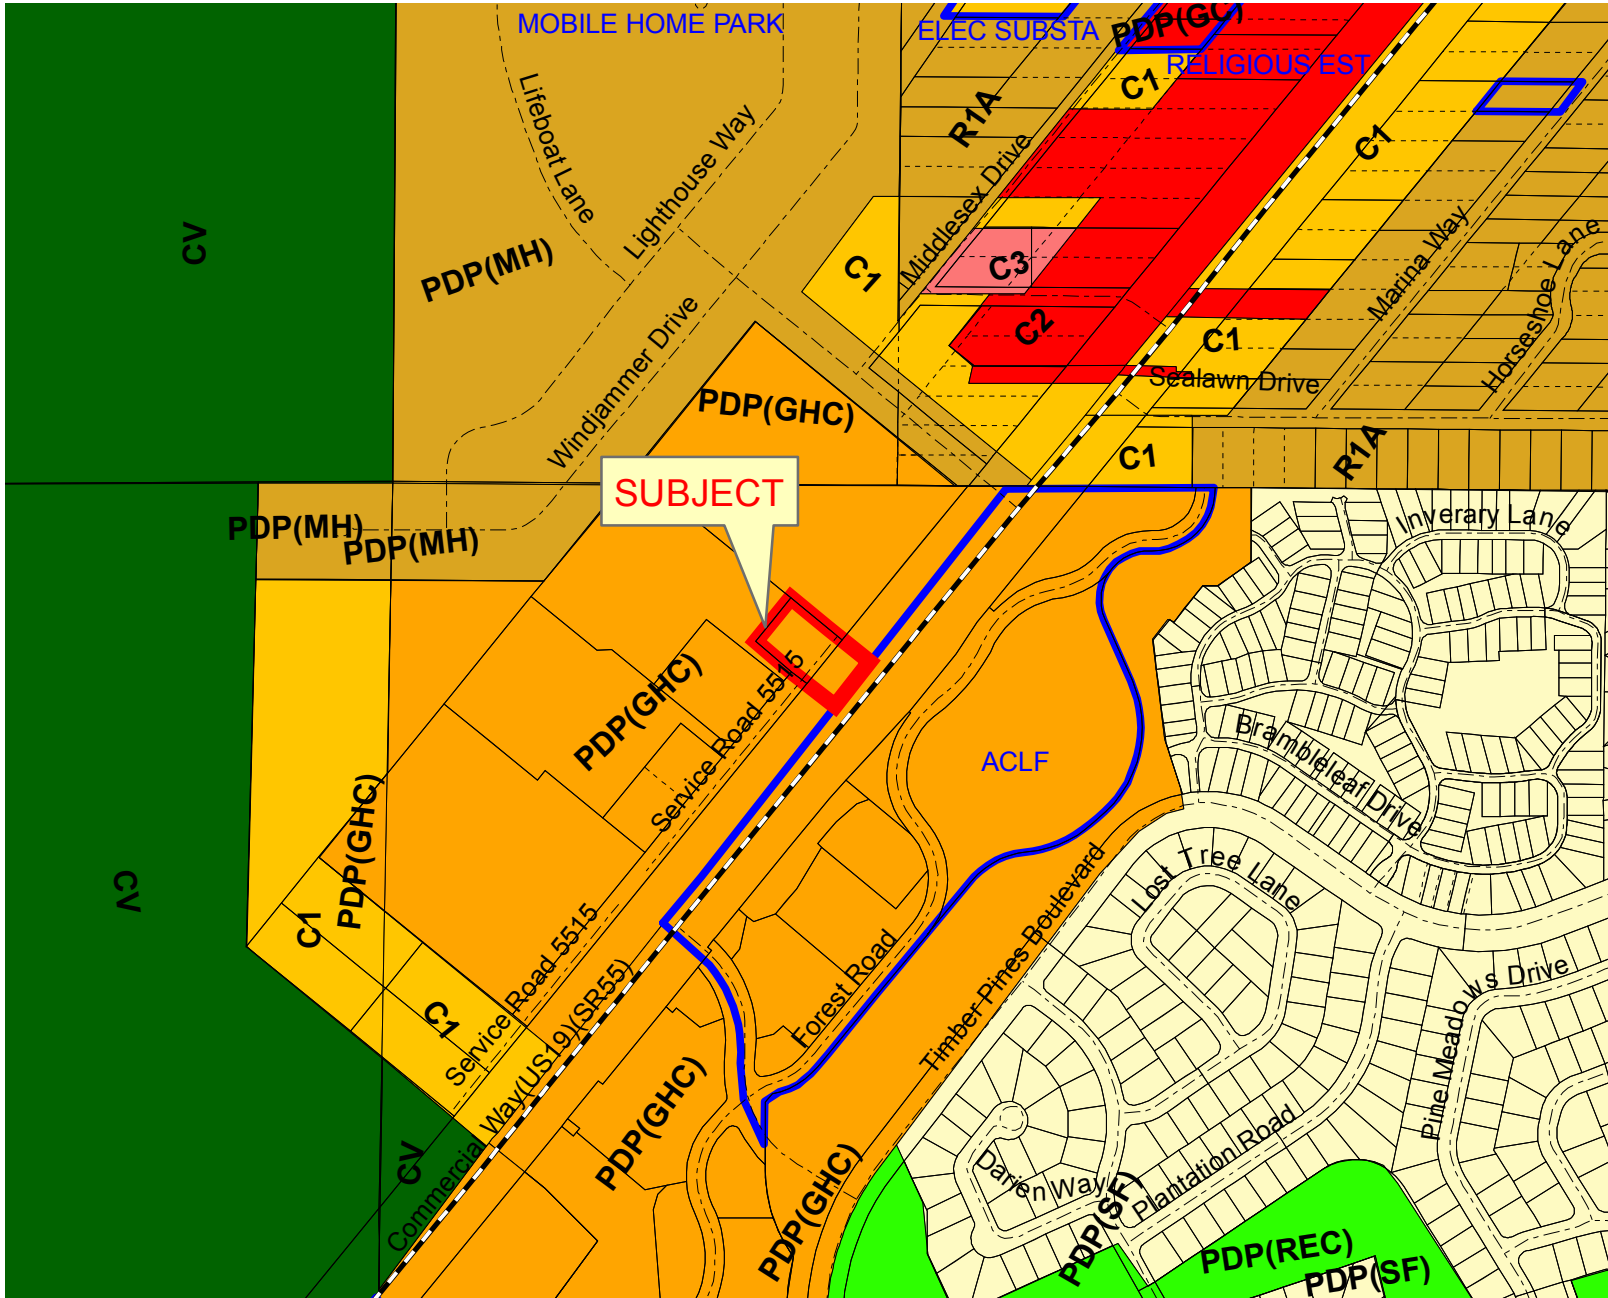 MOBILE HOME PARK
ELEC SUBSTA
PDP(GC)
RELIGIOUS EST
C1
R1A
C1
Lifeboat Lane
Lighthouse Way
Middlesex Drive
CV
PDP(MH)
C1
C3
C2
Marina Way
Horseshoe Lane
C1
Sealawn Drive
Windjammer Drive
PDP(GHC)
C1
R1A
SUBJECT
PDP(MH)
PDP(MH)
Inverary Lane
PDP(GHC)
Service Road 5515
ACLF
Brambleleaf Drive
PDP(GHC)
CV
C1
Lost Tree Lane
Timber Pines Boulevard
Service Road 5515
C1
Forest Road
Pine Meadows Drive
Commercial Way(US19)(SR55)
CV
PDP(GHC)
PDP(GHC)
Darien Way
Plantation Road
PDP(SF)
PDP(REC)
PDP(SF)